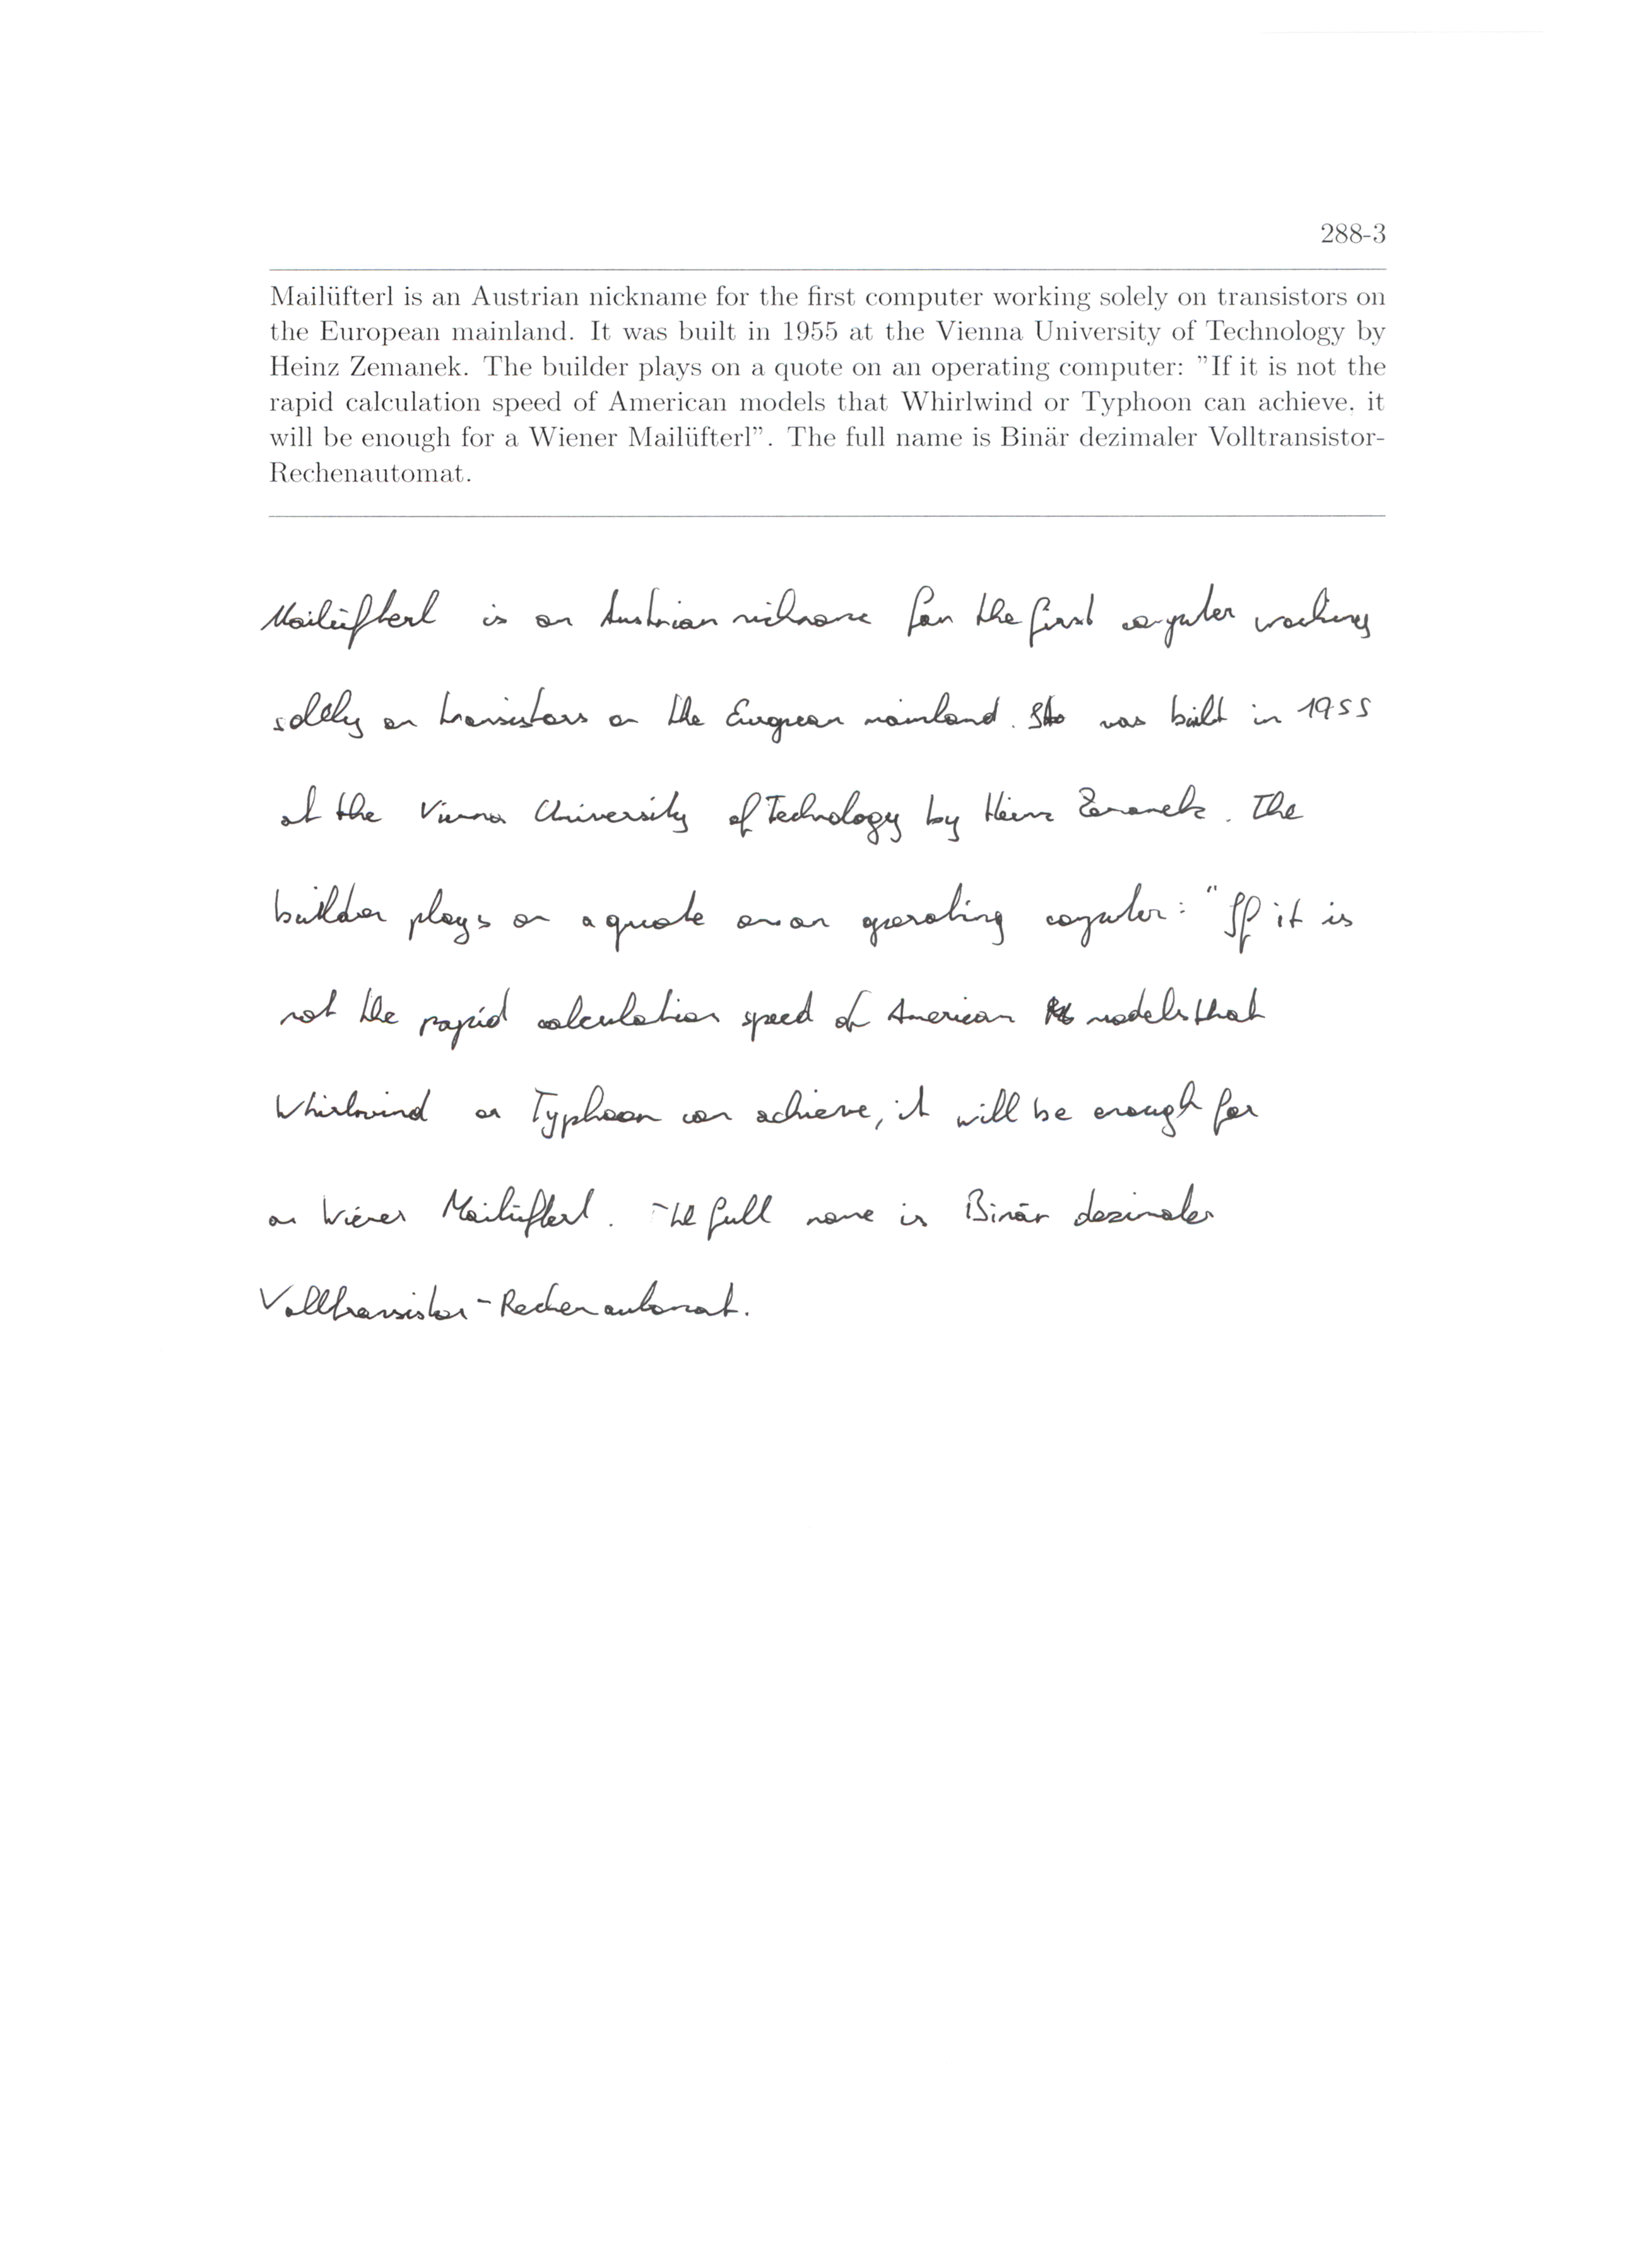 288-3
Mailüfterl is an Austrian nickname for the first computer working solely on transistors on
the European mainland. It was built in 1955 at the Vienna University of Technology by
Heinz Zemanek. The builder plays on a quote on an operating computer: "If it is not the
rapid calculation speed of American models that Whirlwind or Typhoon can achieve. it
will be enough for a Wiener Mailüfterl". The full name is Binär dezimaler Volltransistor-
Rechenautomat.
Mailüfterl is an Austrian nickname for the first computer working
solely on transistors on the European mainland. It was built in 1955
at the Vienna University of Technology by Heinz Zemanek. The
builder plays on a quote on an operating computer: "If it is
not the rapid calculation speed of American models that
Whirlwind or Typhoon can achieve, it will be enough for
a Wiener Mailüfterl. The full name is Binär dezimaler
Volltransistor-Rechenautomat.